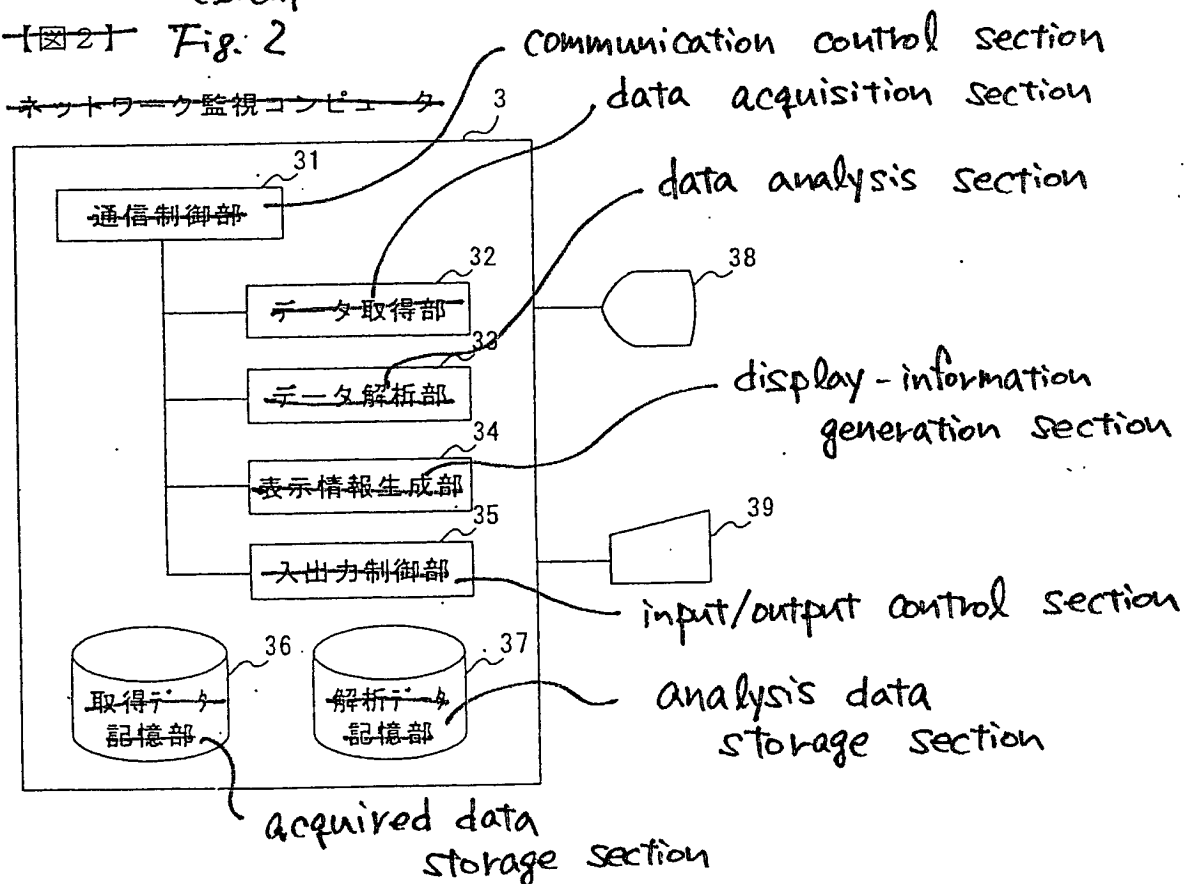 【図2】 Fig. 2
communication control section
ネットワーク監視コンピュータ
3
data acquisition section
31
通信制御部
data analysis section
32
データ取得部
38
33
データ解析部
display-information
generation section
34
表示情報生成部
35
入出力制御部
39
input/output control section
36
取得データ
記憶部
37
解析データ
記憶部
analysis data
storage section
acquired data
storage section